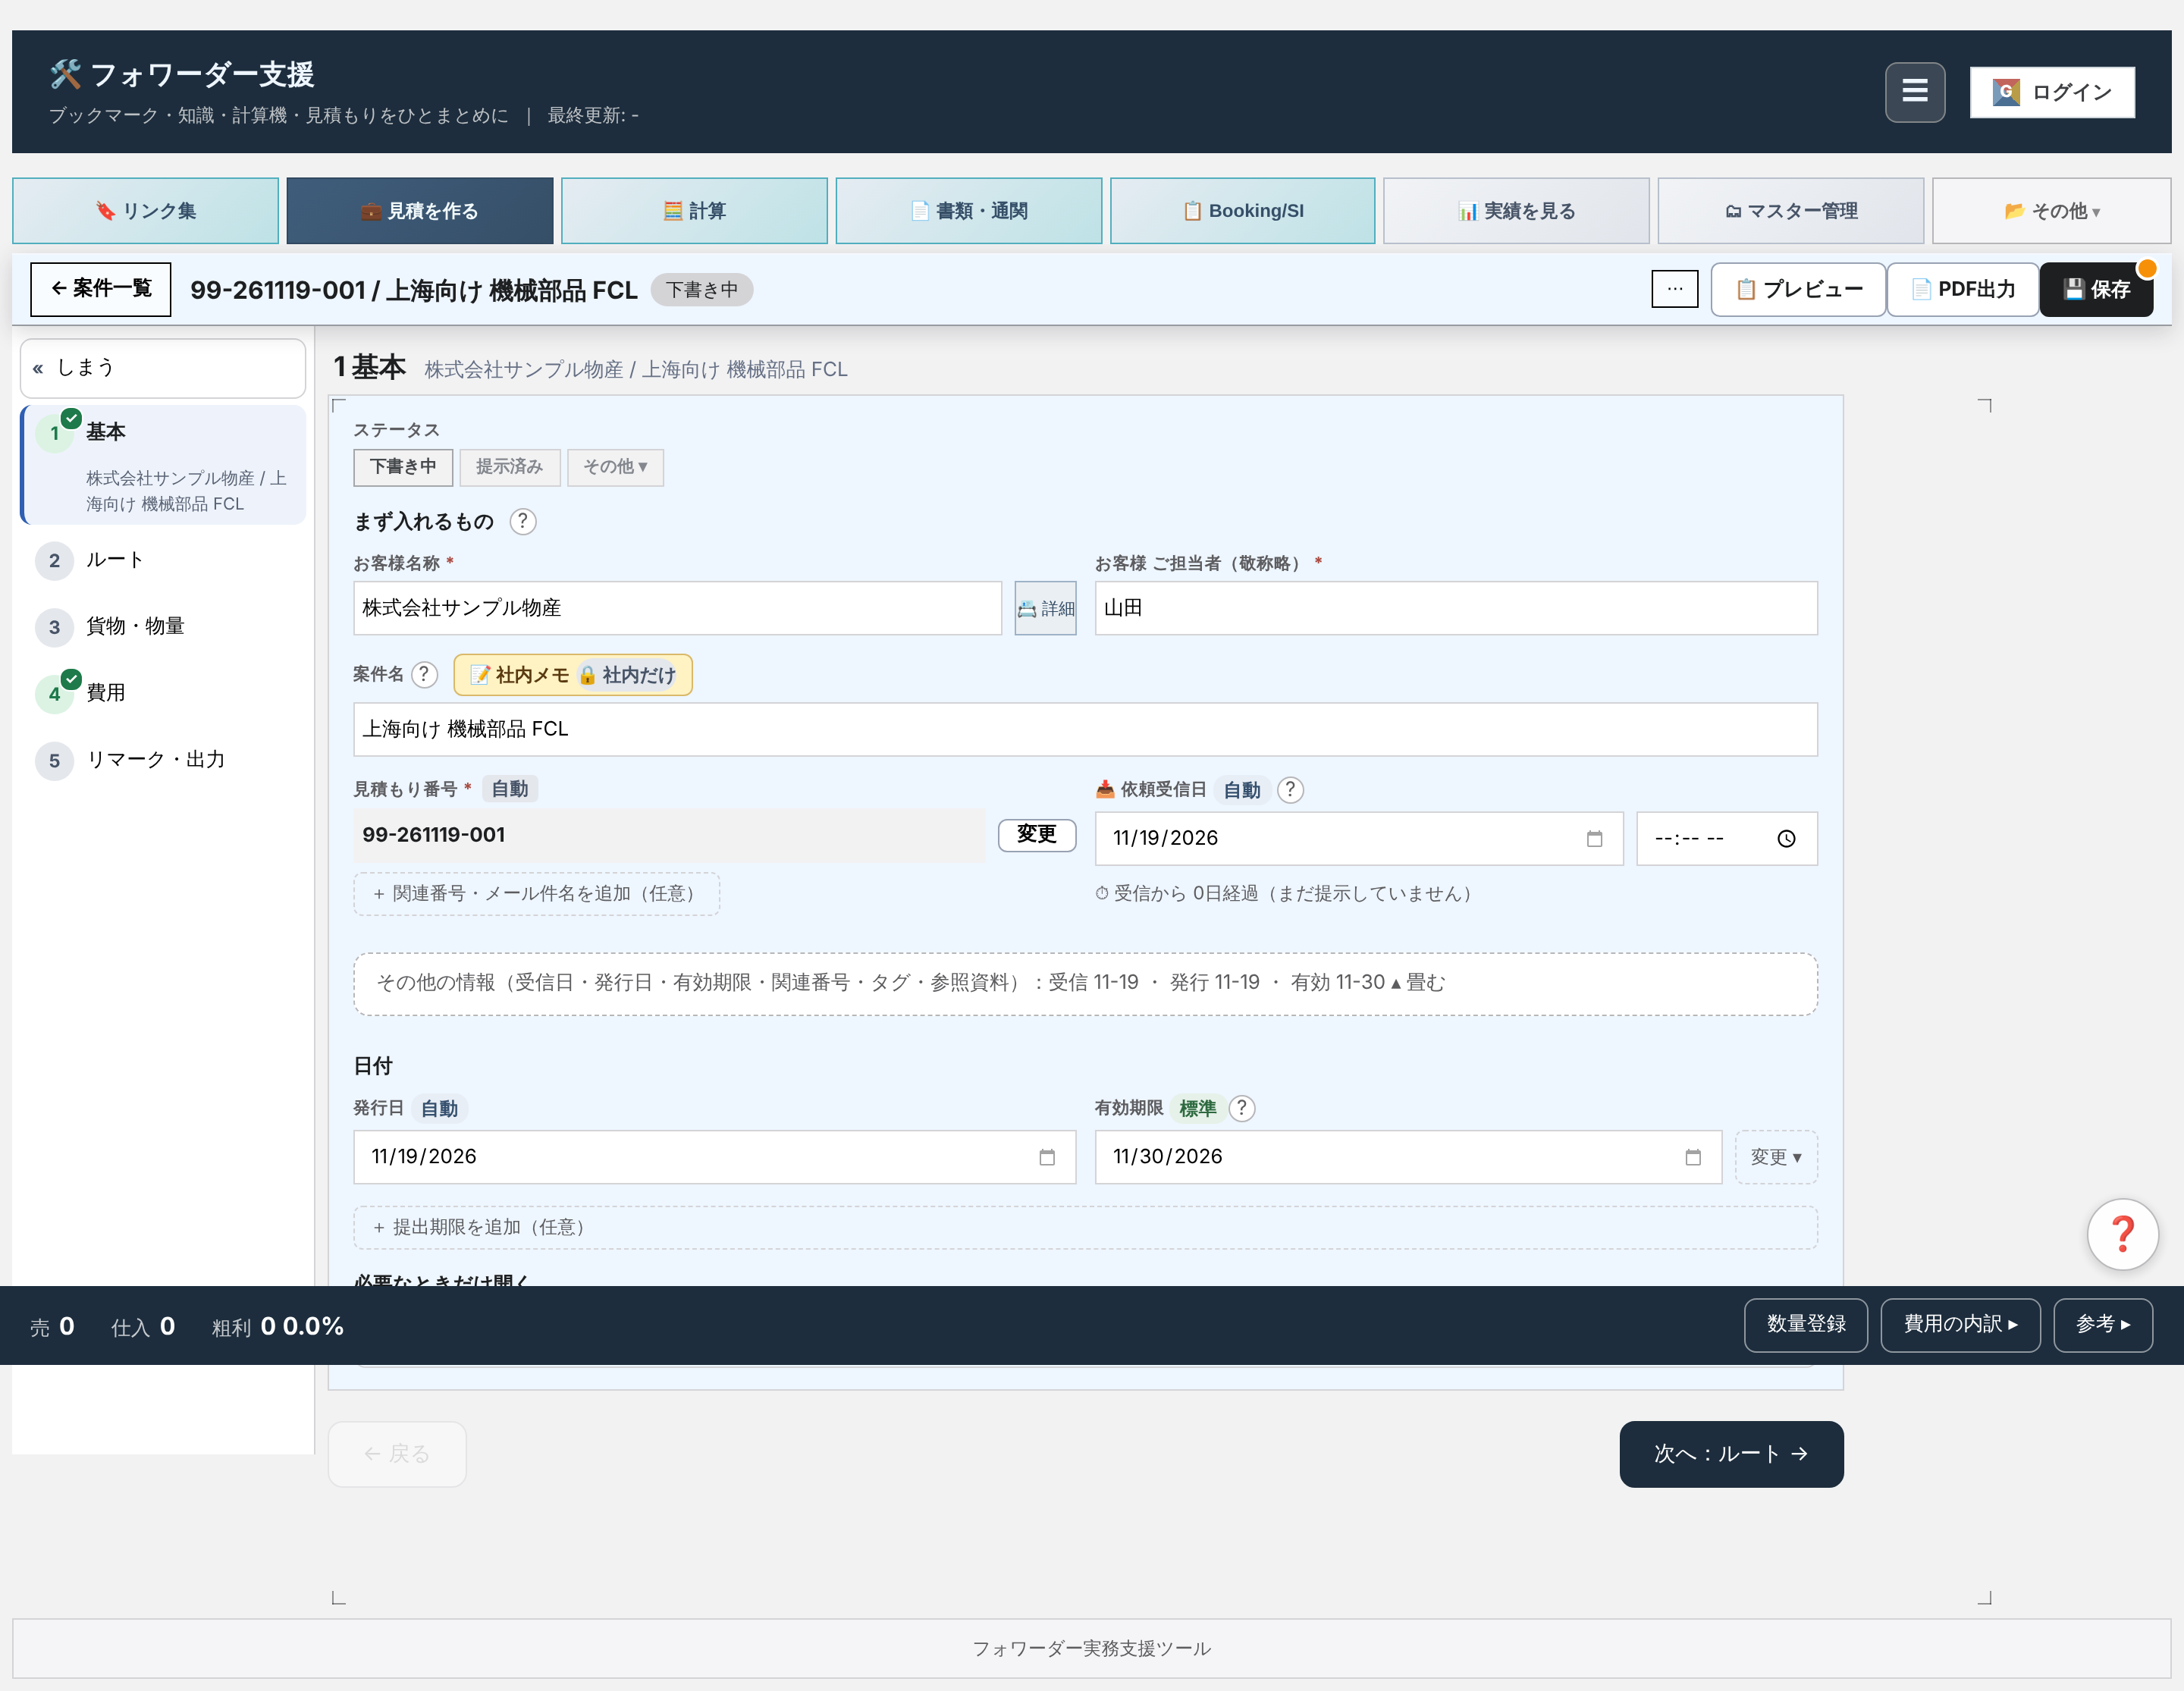 🛠️ フォワーダー支援
ブックマーク・知識・計算機・見積もりをひとまとめに ｜ 最終更新: -
☰
G ログイン
🔖 リンク集
💼 見積を作る
🧮 計算
📄 書類・通関
📋 Booking/SI
📊 実績を見る
🗂 マスター管理
📂 その他 ▾
← 案件一覧
99-261119-001 / 上海向け 機械部品 FCL
下書き中
…
📋 プレビュー
📄 PDF出力
💾 保存
« しまう
1 基本
株式会社サンプル物産 / 上
海向け 機械部品 FCL
2 ルート
3 貨物・物量
4 費用
5 リマーク・出力
1 基本 株式会社サンプル物産 / 上海向け 機械部品 FCL
ステータス
下書き中
提示済み
その他 ▾
まず入れるもの ?
お客様名称 *
株式会社サンプル物産
📇 詳細
お客様 ご担当者（敬称略） *
山田
案件名 ? 📝 社内メモ 🔒 社内だけ
上海向け 機械部品 FCL
見積もり番号 * 自動
99-261119-001
変更
＋ 関連番号・メール件名を追加（任意）
📥 依頼受信日 自動 ?
11/19/2026
--:-- --
⏱ 受信から 0日経過（まだ提示していません）
その他の情報（受信日・発行日・有効期限・関連番号・タグ・参照資料）：受信 11-19 ・ 発行 11-19 ・ 有効 11-30 ▴ 畳む
日付
発行日 自動
11/19/2026
有効期限 標準 ?
11/30/2026
変更 ▾
＋ 提出期限を追加（任意）
必要なときだけ開く
❓
売 0 仕入 0 粗利 0 0.0%
数量登録
費用の内訳 ▸
参考 ▸
← 戻る
次へ：ルート →
フォワーダー実務支援ツール